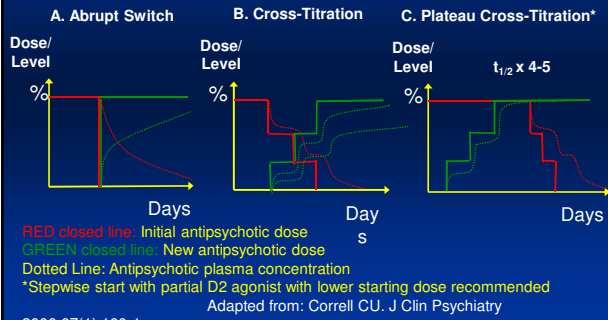 A. Abrupt Switch
B. Cross-Titration
C. Plateau Cross-Titration*
Dose/
Level
Dose/
Level
Dose/
Level
t1/2 x 4-5
%
%
%
Days
Day
s
Days
RED closed line: Initial antipsychotic dose
GREEN closed line: New antipsychotic dose
Dotted Line: Antipsychotic plasma concentration
*Stepwise start with partial D2 agonist with lower starting dose recommended
Adapted from: Correll CU. J Clin Psychiatry